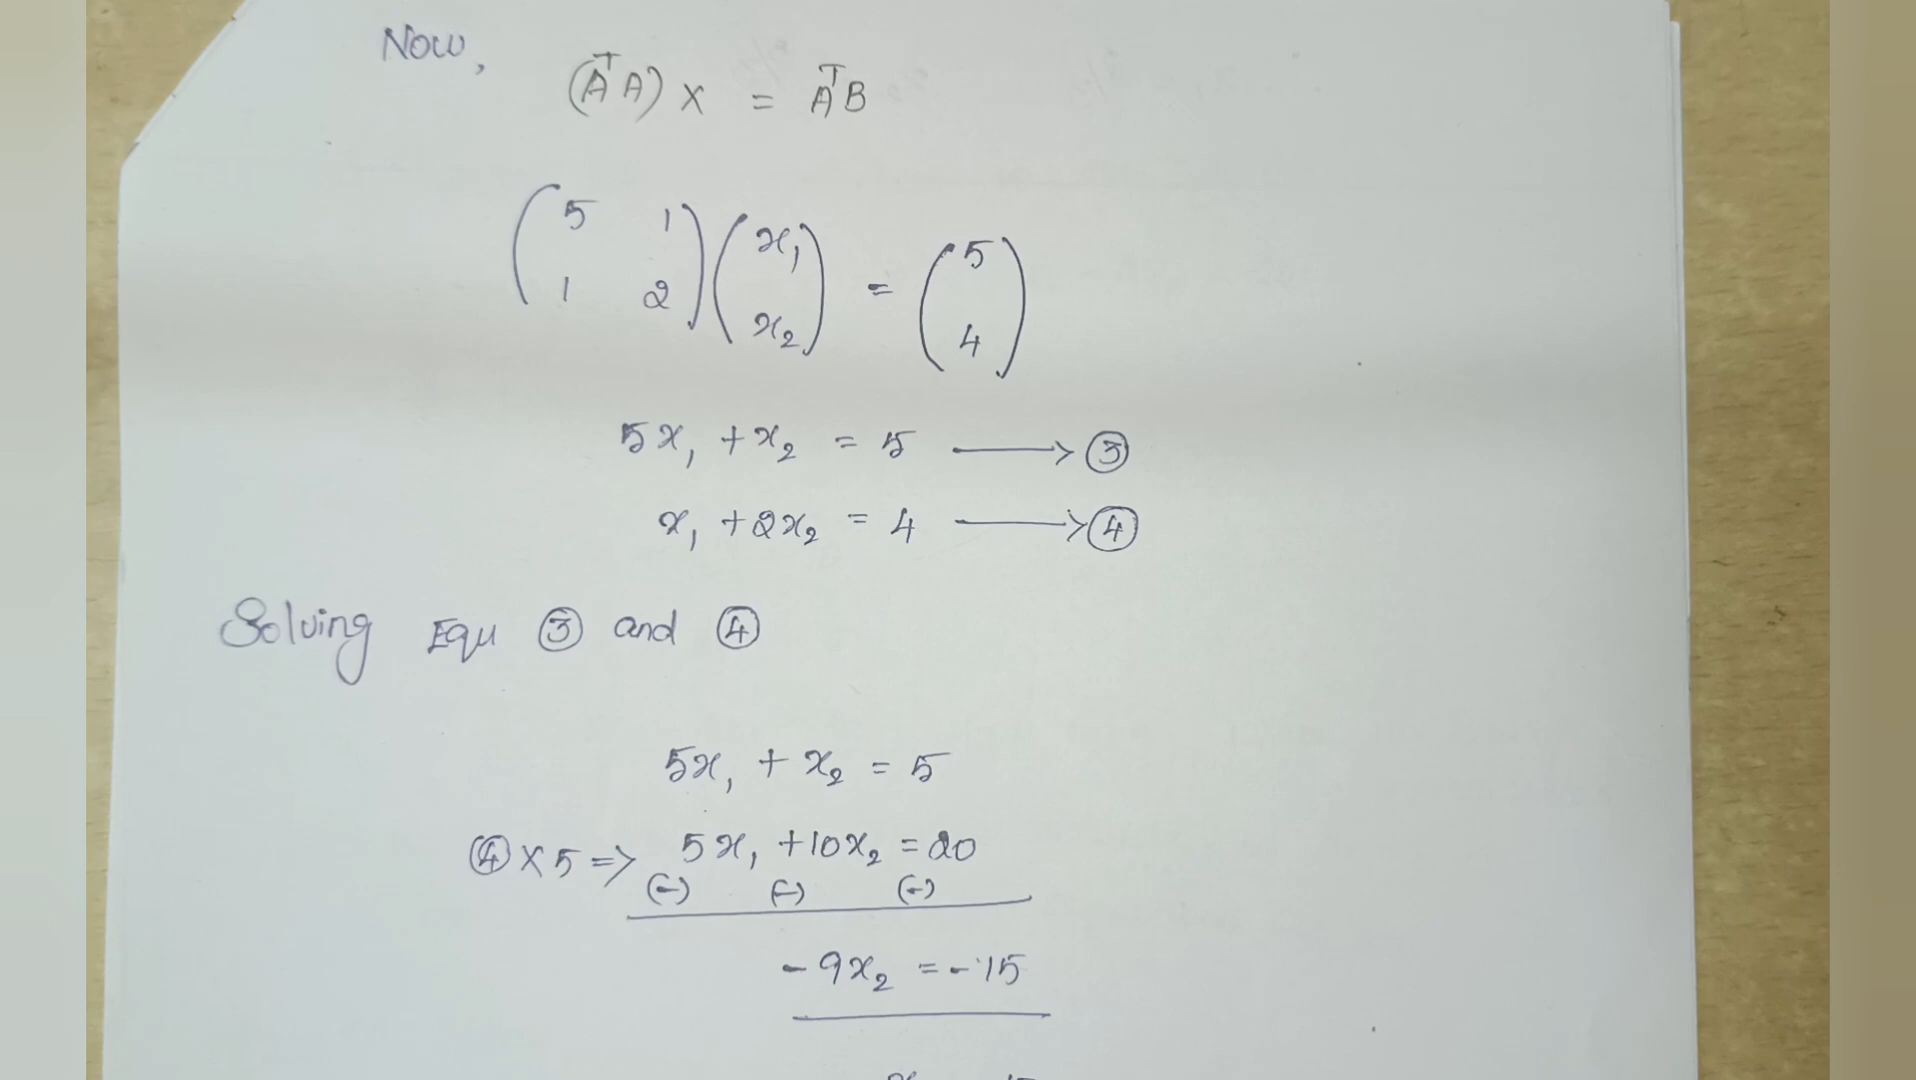 Now,
(AᵀA) x = AᵀB
(5 1
1 2) (x₁
x₂) = (5
4)
5x₁ + x₂ = 5 ⟶ ③
x₁ + 2x₂ = 4 ⟶ ④
Solving Equ ③ and ④
5x₁ + x₂ = 5
④ × 5 => 5x₁ + 10x₂ = 20
(-) (-) (-)
- 9x₂ = - 15